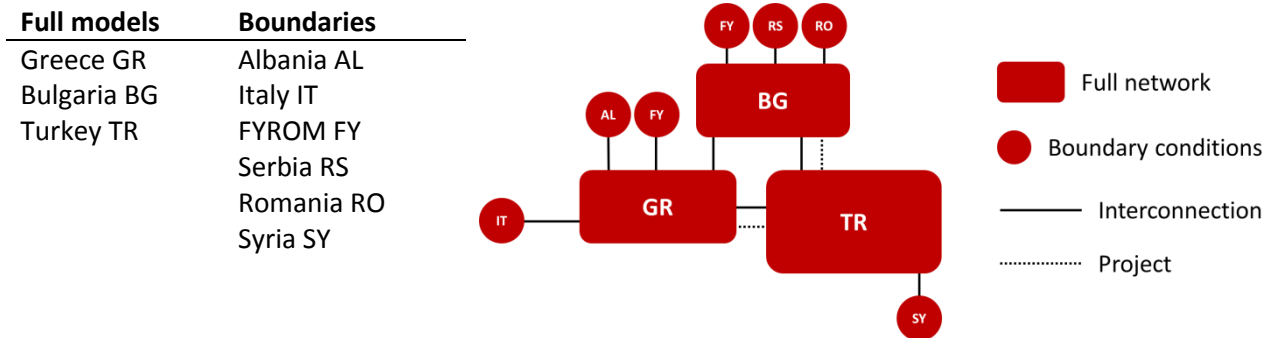 Full models Boundaries
Greece GR Albania AL
Bulgaria BG Italy IT
Turkey TR FYROM FY
Serbia RS
Romania RO
Syria SY
FY RS RO
BG
AL FY
GR
TR
IT
SY
Full network
Boundary conditions
Interconnection
Project